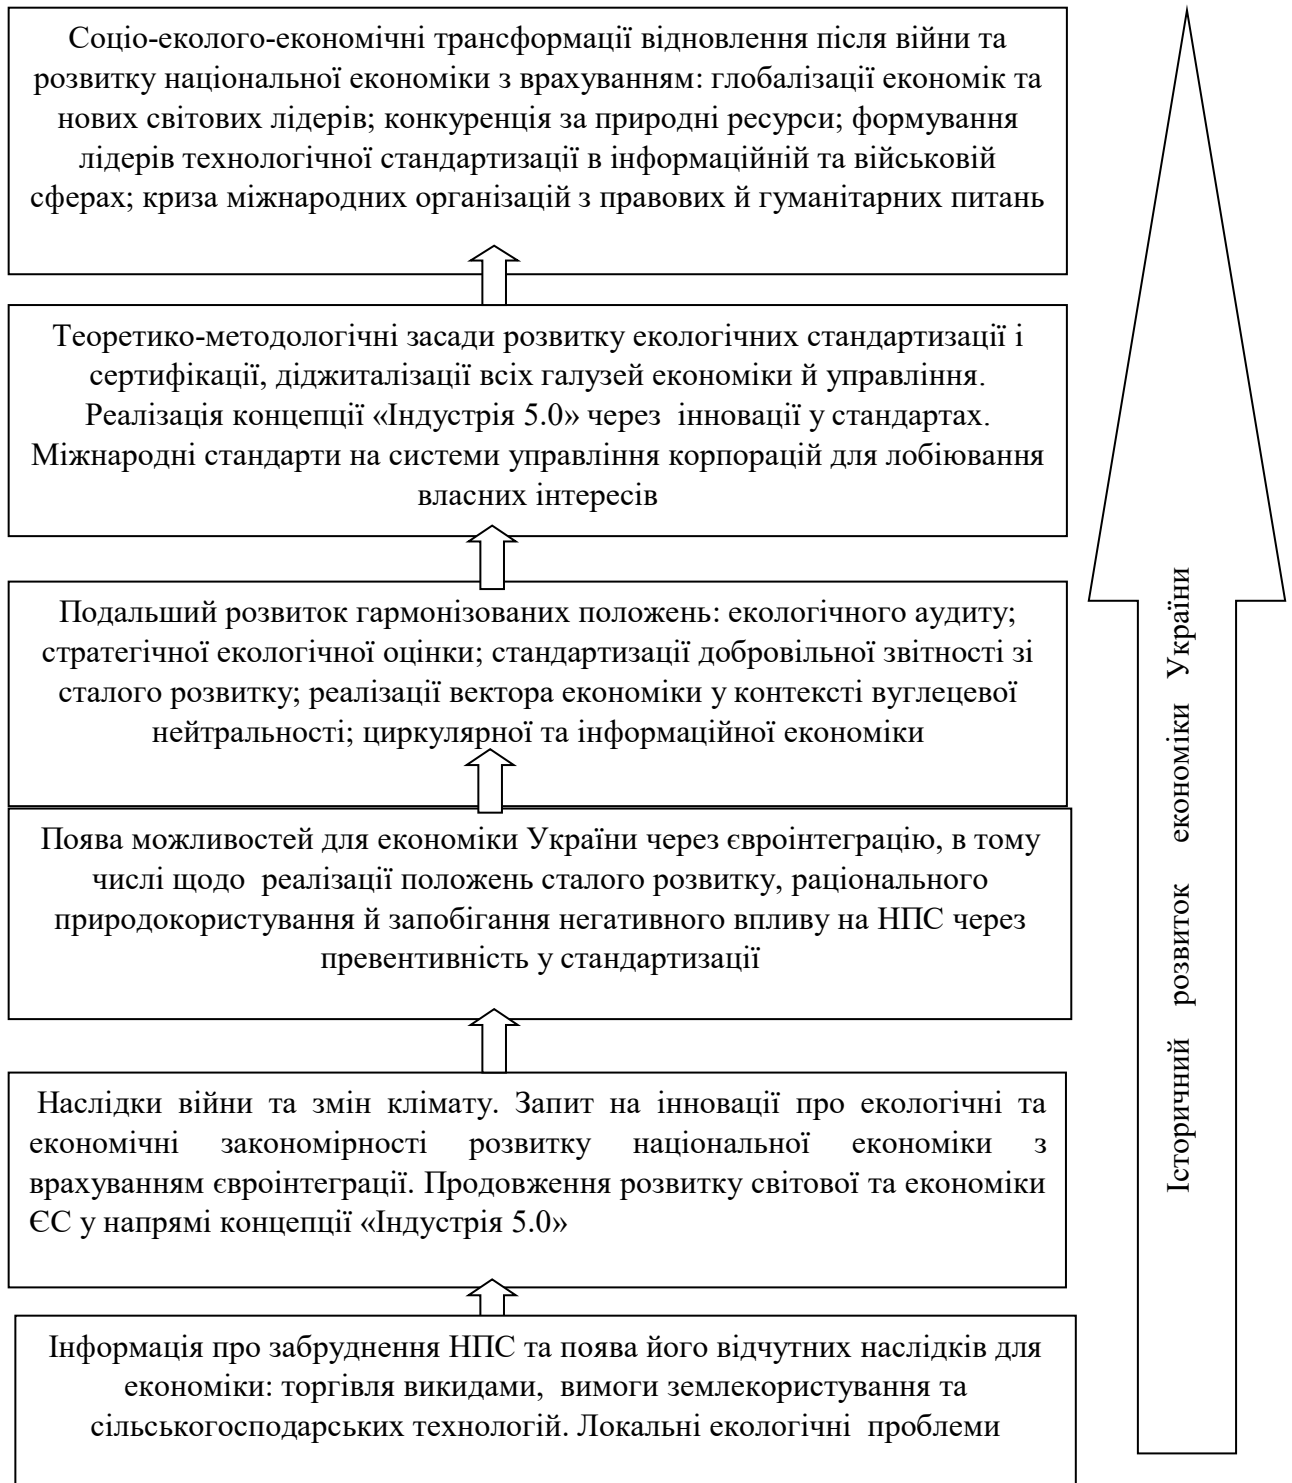 Соціо-еколого-економічні трансформації відновлення після війни та
розвитку національної економіки з врахуванням: глобалізації економік та
нових світових лідерів; конкуренція за природні ресурси; формування
лідерів технологічної стандартизації в інформаційній та військовій
сферах; криза міжнародних організацій з правових й гуманітарних питань
Теоретико-методологічні засади розвитку екологічних стандартизації і
сертифікації, діджиталізації всіх галузей економіки й управління.
Реалізація концепції «Індустрія 5.0» через інновації у стандартах.
Міжнародні стандарти на системи управління корпорацій для лобіювання
власних інтересів
Подальший розвиток гармонізованих положень: екологічного аудиту;
стратегічної екологічної оцінки; стандартизації добровільної звітності зі
сталого розвитку; реалізації вектора економіки у контексті вуглецевої
нейтральності; циркулярної та інформаційної економіки
Поява можливостей для економіки України через євроінтеграцію, в тому
числі щодо реалізації положень сталого розвитку, раціонального
природокористування й запобігання негативного впливу на НПС через
превентивність у стандартизації
Наслідки війни та змін клімату. Запит на інновації про екологічні та
економічні закономірності розвитку національної економіки з
врахуванням євроінтеграції. Продовження розвитку світової та економіки
ЄС у напрямі концепції «Індустрія 5.0»
Інформація про забруднення НПС та поява його відчутних наслідків для
економіки: торгівля викидами, вимоги землекористування та
сільськогосподарських технологій. Локальні екологічні проблеми
Історичний розвиток економіки України